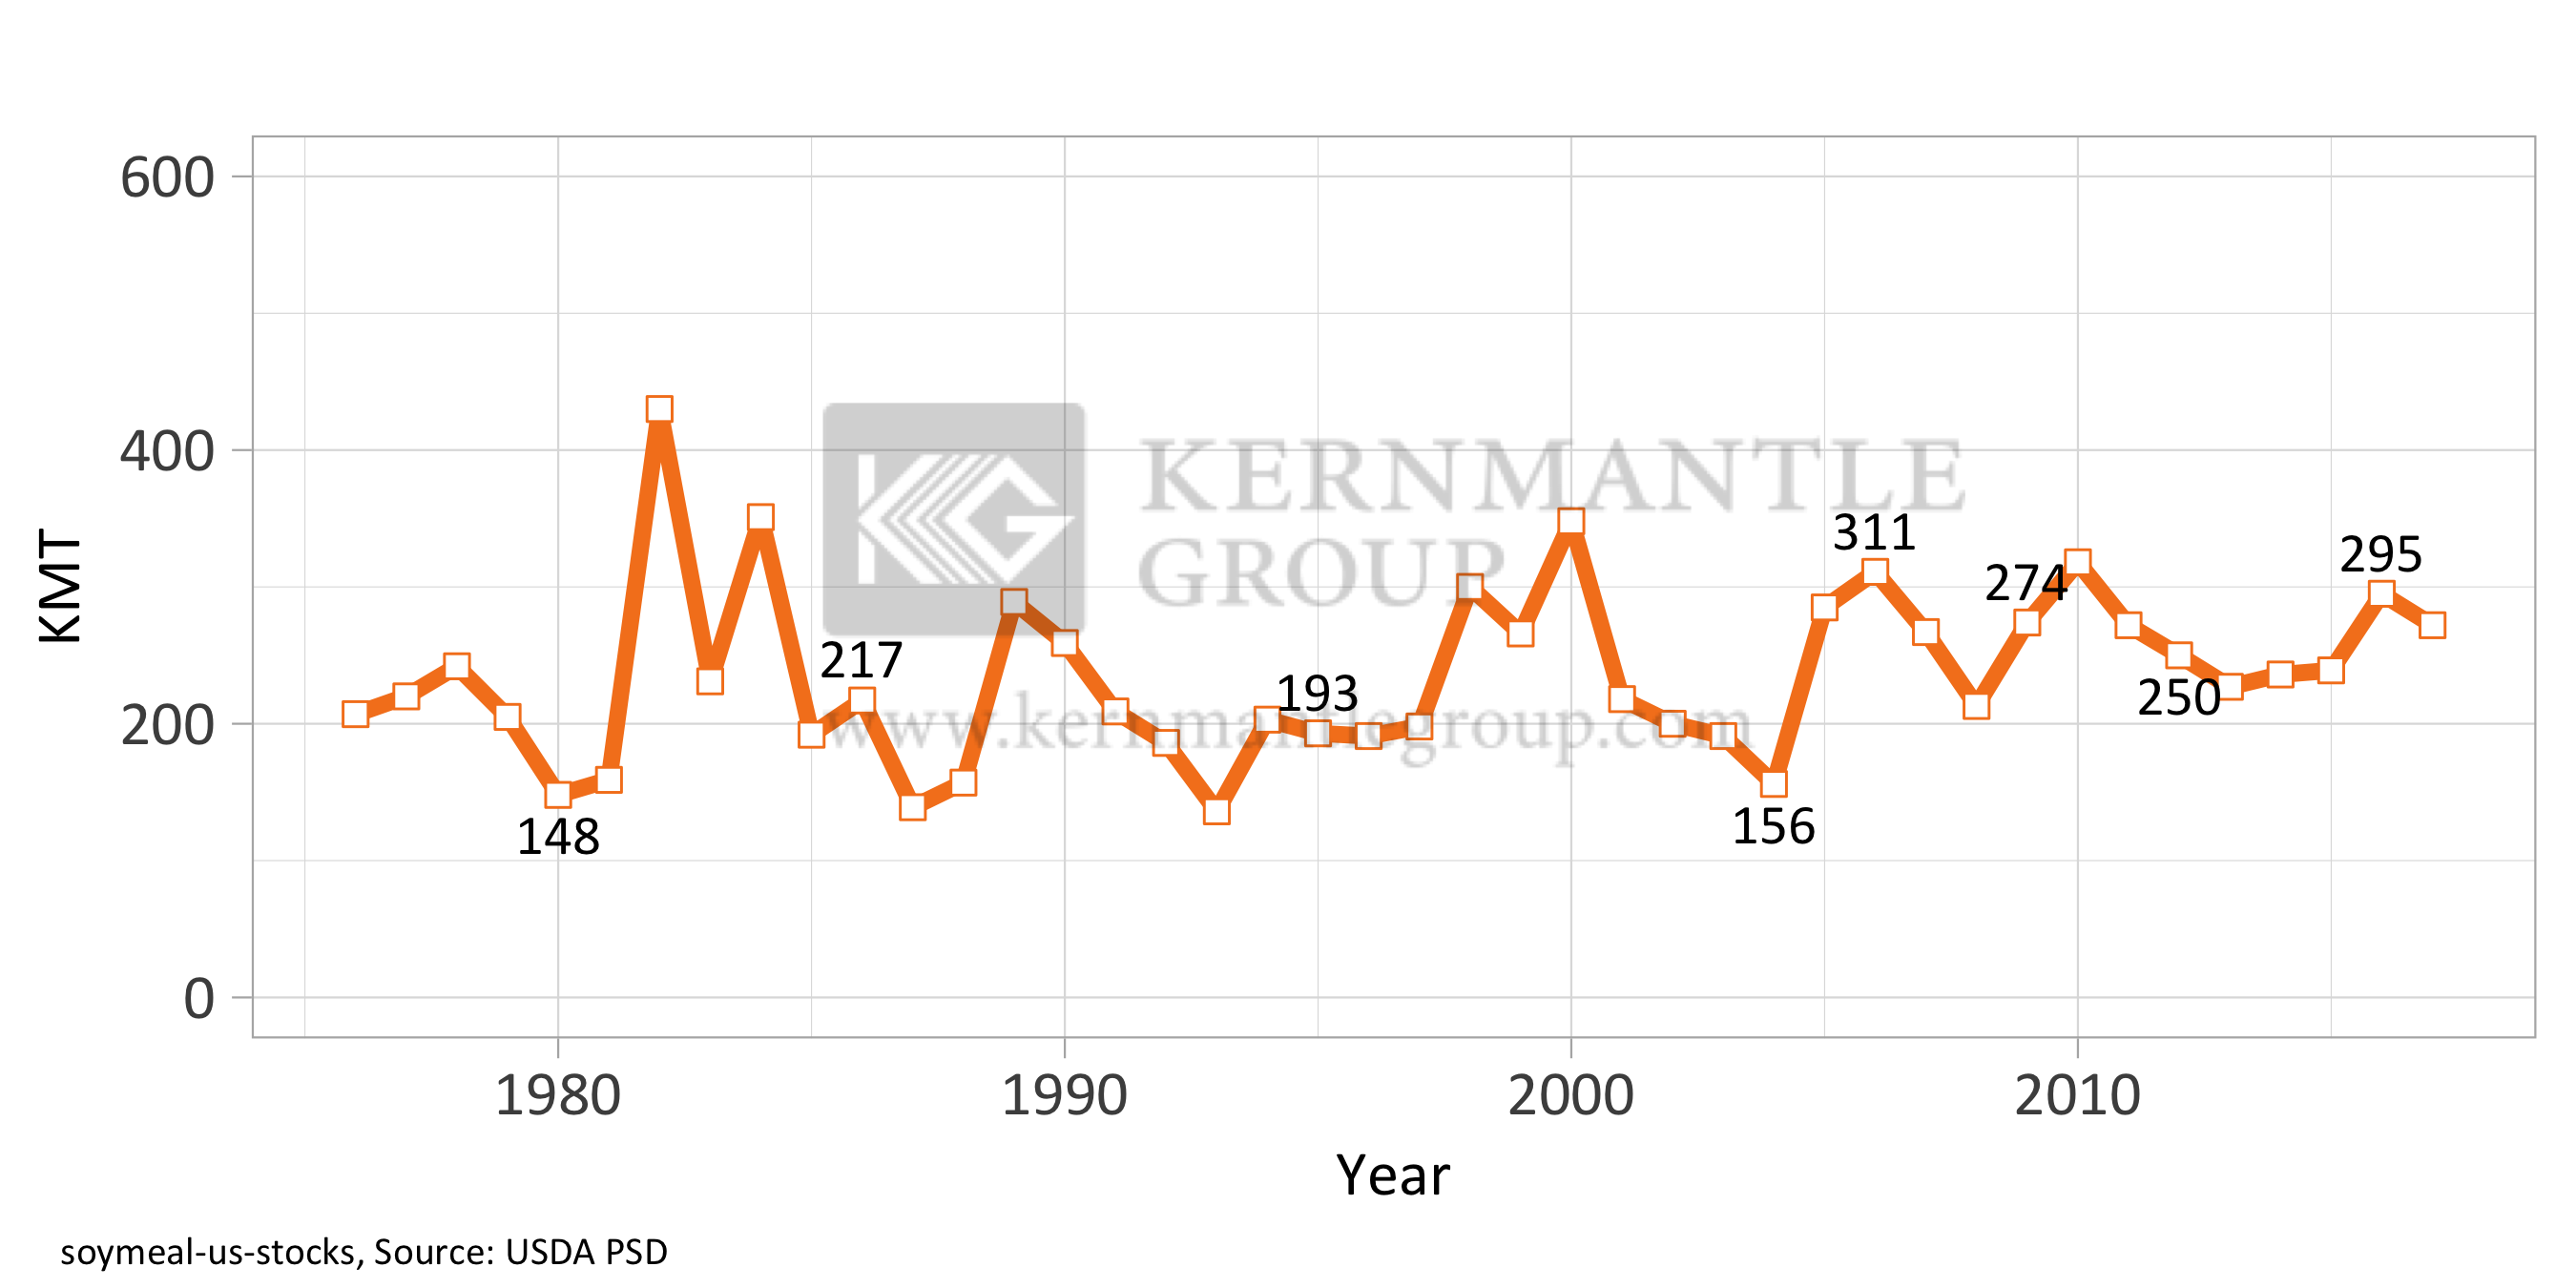 600
400
200
0
KMT
KERNMANTLE
GROUP
www.kernmantlegroup.com
148
217
193
156
311
274
250
295
1980 1990 2000 2010
Year
soymeal-us-stocks, Source: USDA PSD